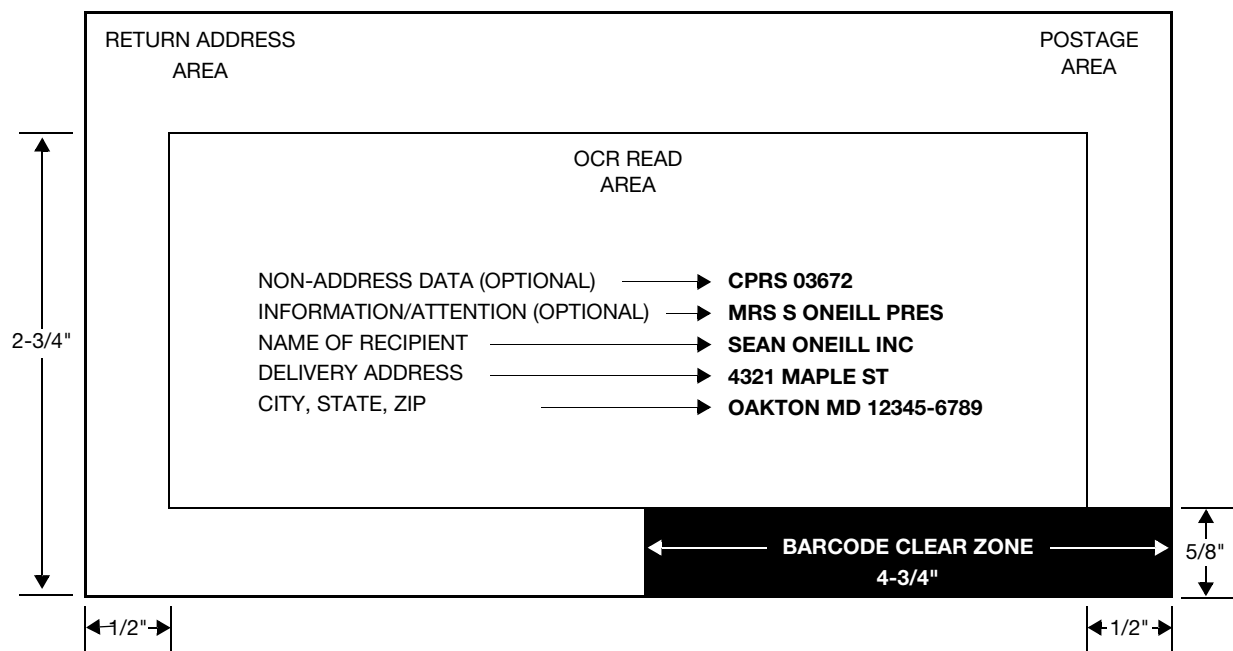 RETURN ADDRESS
AREA
POSTAGE
AREA
OCR READ
AREA
NON-ADDRESS DATA (OPTIONAL) CPRS 03672
INFORMATION/ATTENTION (OPTIONAL) MRS S ONEILL PRES
NAME OF RECIPIENT SEAN ONEILL INC
DELIVERY ADDRESS 4321 MAPLE ST
CITY, STATE, ZIP OAKTON MD 12345-6789
2-3/4"
BARCODE CLEAR ZONE
4-3/4"
5/8"
1/2"
1/2"